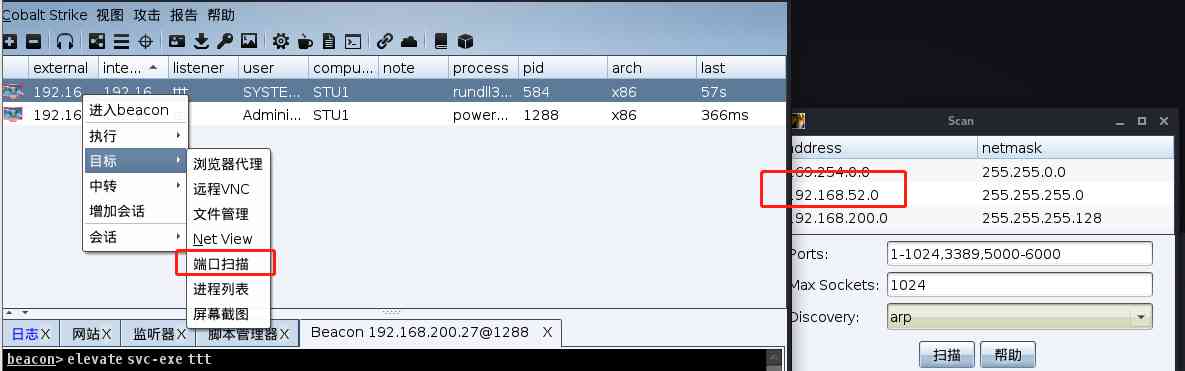 Cobalt Strike 视图 攻击 报告 帮助
external inte... listener user compu... note process pid arch last
192.16 192.16 ttt SYSTE... STU1 rundll3... 584 x86 57s
192.16 Admini... STU1 power... 1288 x86 366ms
进入beacon
执行
目标
中转
增加会话
会话
浏览器代理
远程VNC
文件管理
Net View
端口扫描
进程列表
屏幕截图
日志X 网站X 监听器X 脚本管理器X Beacon 192.168.200.27@1288 X
beacon> elevate svc-exe ttt
Scan
address netmask
169.254.0.0 255.255.0.0
192.168.52.0 255.255.255.0
192.168.200.0 255.255.255.128
Ports: 1-1024,3389,5000-6000
Max Sockets: 1024
Discovery: arp
扫描 帮助